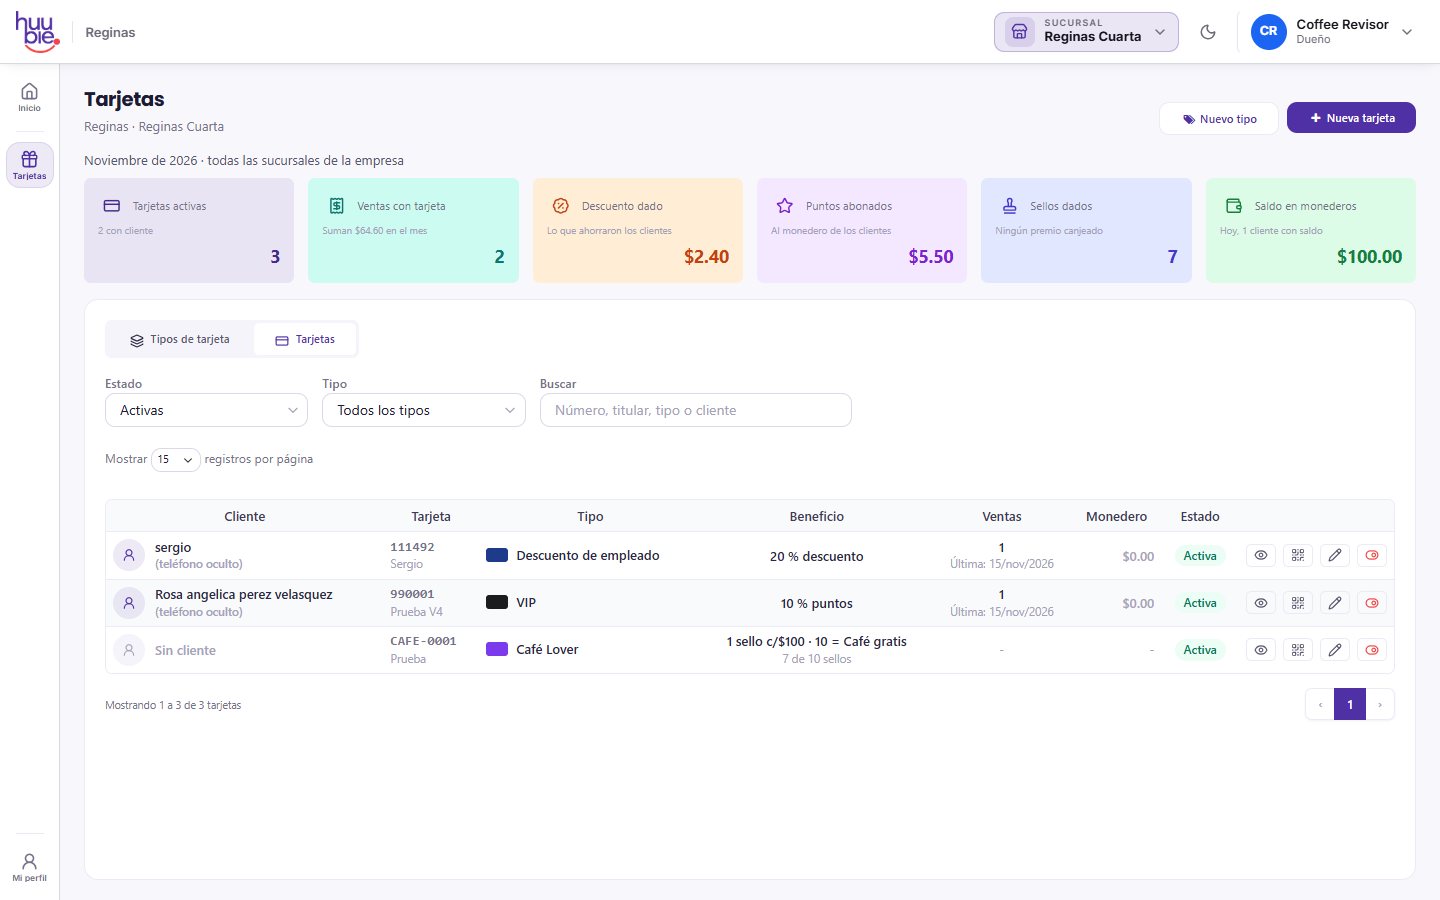 huubie.
Reginas
SUCURSAL
Reginas Cuarta
CR
Coffee Revisor
Dueño
Inicio
Tarjetas
Mi perfil
Tarjetas
Reginas · Reginas Cuarta
Nuevo tipo
+ Nueva tarjeta
Noviembre de 2026 · todas las sucursales de la empresa
Tarjetas activas
2 con cliente
3
Ventas con tarjeta
Suman $64.60 en el mes
2
Descuento dado
Lo que ahorraron los clientes
$2.40
Puntos abonados
Al monedero de los clientes
$5.50
Sellos dados
Ningún premio canjeado
7
Saldo en monederos
Hoy, 1 cliente con saldo
$100.00
Tipos de tarjeta
Tarjetas
Estado
Activas
Tipo
Todos los tipos
Buscar
Número, titular, tipo o cliente
Mostrar 15 registros por página
Cliente Tarjeta Tipo Beneficio Ventas Monedero Estado
sergio 111492 Descuento de empleado 20 % descuento 1 $0.00 Activa
(teléfono oculto) Sergio Última: 15/nov/2026
Rosa angelica perez velasquez 990001 VIP 10 % puntos 1 $0.00 Activa
(teléfono oculto) Prueba V4 Última: 15/nov/2026
Sin cliente CAFE-0001 Café Lover 1 sello c/$100 · 10 = Café gratis - - Activa
Prueba 7 de 10 sellos
Mostrando 1 a 3 de 3 tarjetas
‹ 1 ›